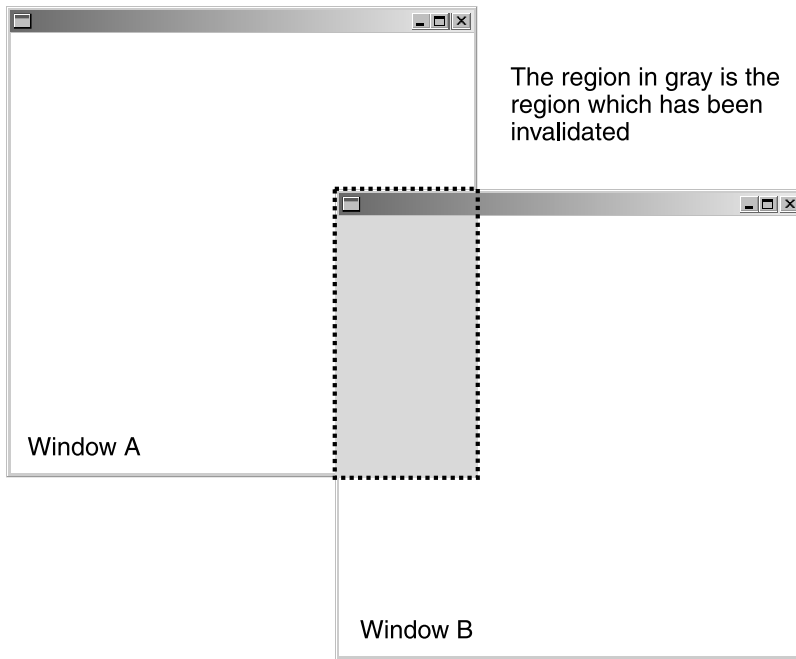 The region in gray is the
region which has been
invalidated
Window A
Window B